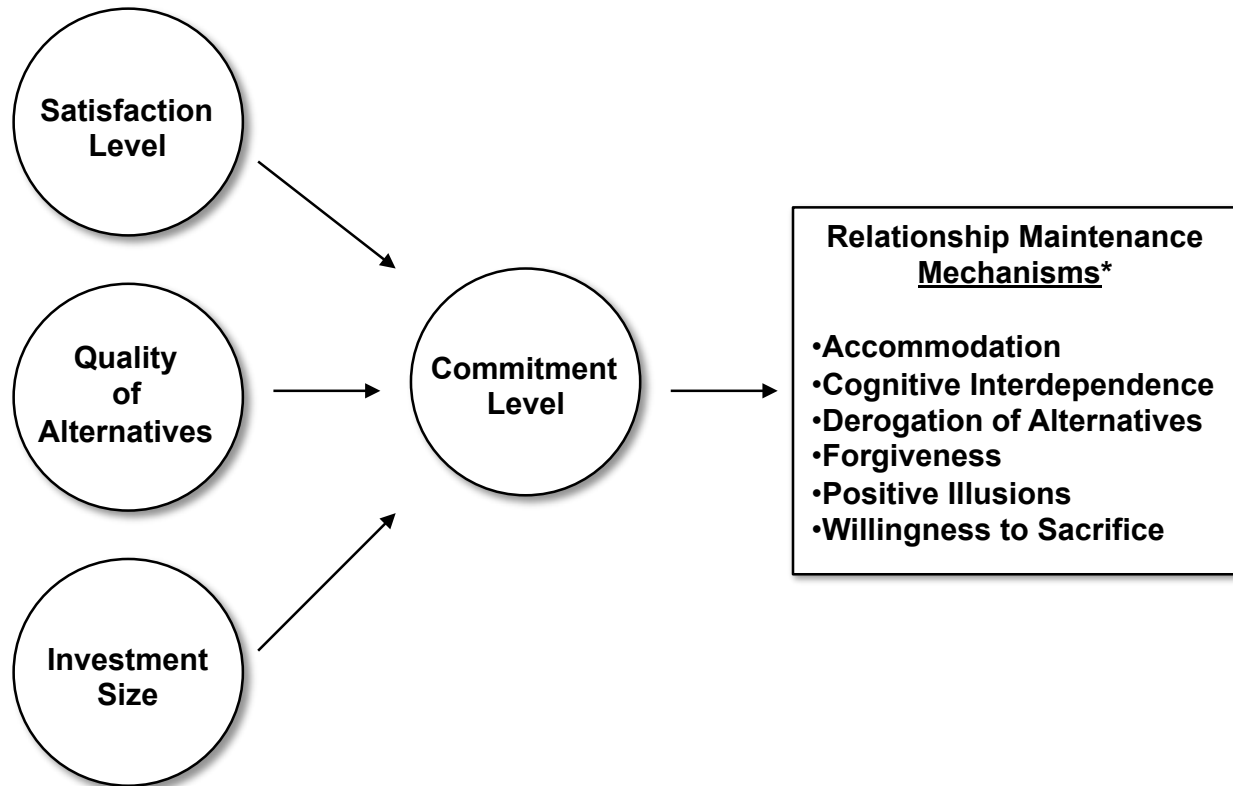 Satisfaction
Level
Quality
of
Alternatives
Investment
Size
Commitment
Level
Relationship Maintenance
Mechanisms*
•Accommodation
•Cognitive Interdependence
•Derogation of Alternatives
•Forgiveness
•Positive Illusions
•Willingness to Sacrifice